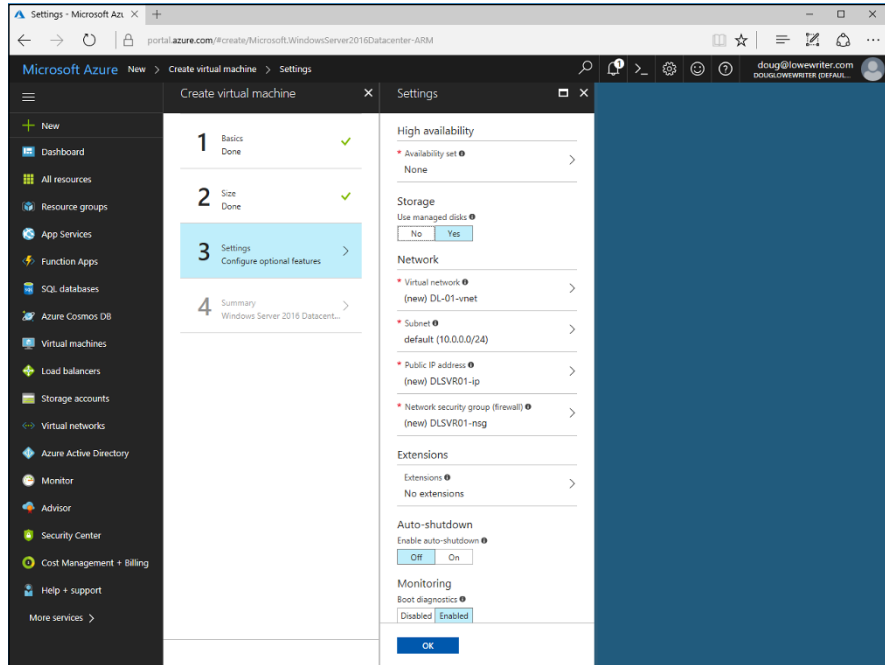 Settings - Microsoft Azu
portal.azure.com/#create/Microsoft.WindowsServer2016Datacenter-ARM
Microsoft Azure New > Create virtual machine > Settings
1
>_
doug@lowewriter.com
DOUGLOWEWRITER (DEFAUL...
New
Dashboard
All resources
Resource groups
App Services
Function Apps
SQL databases
Azure Cosmos DB
Virtual machines
Load balancers
Storage accounts
Virtual networks
Azure Active Directory
Monitor
Advisor
Security Center
Cost Management + Billing
Help + support
More services >
Create virtual machine
1
Basics
Done
2
Size
Done
3
Settings
Configure optional features
4
Summary
Windows Server 2016 Datacent...
Settings
High availability
* Availability set
None
Storage
Use managed disks
No Yes
Network
* Virtual network
(new) DL-01-vnet
* Subnet
default (10.0.0.0/24)
* Public IP address
(new) DLSVR01-ip
* Network security group (firewall)
(new) DLSVR01-nsg
Extensions
Extensions
No extensions
Auto-shutdown
Enable auto-shutdown
Off On
Monitoring
Boot diagnostics
Disabled Enabled
OK